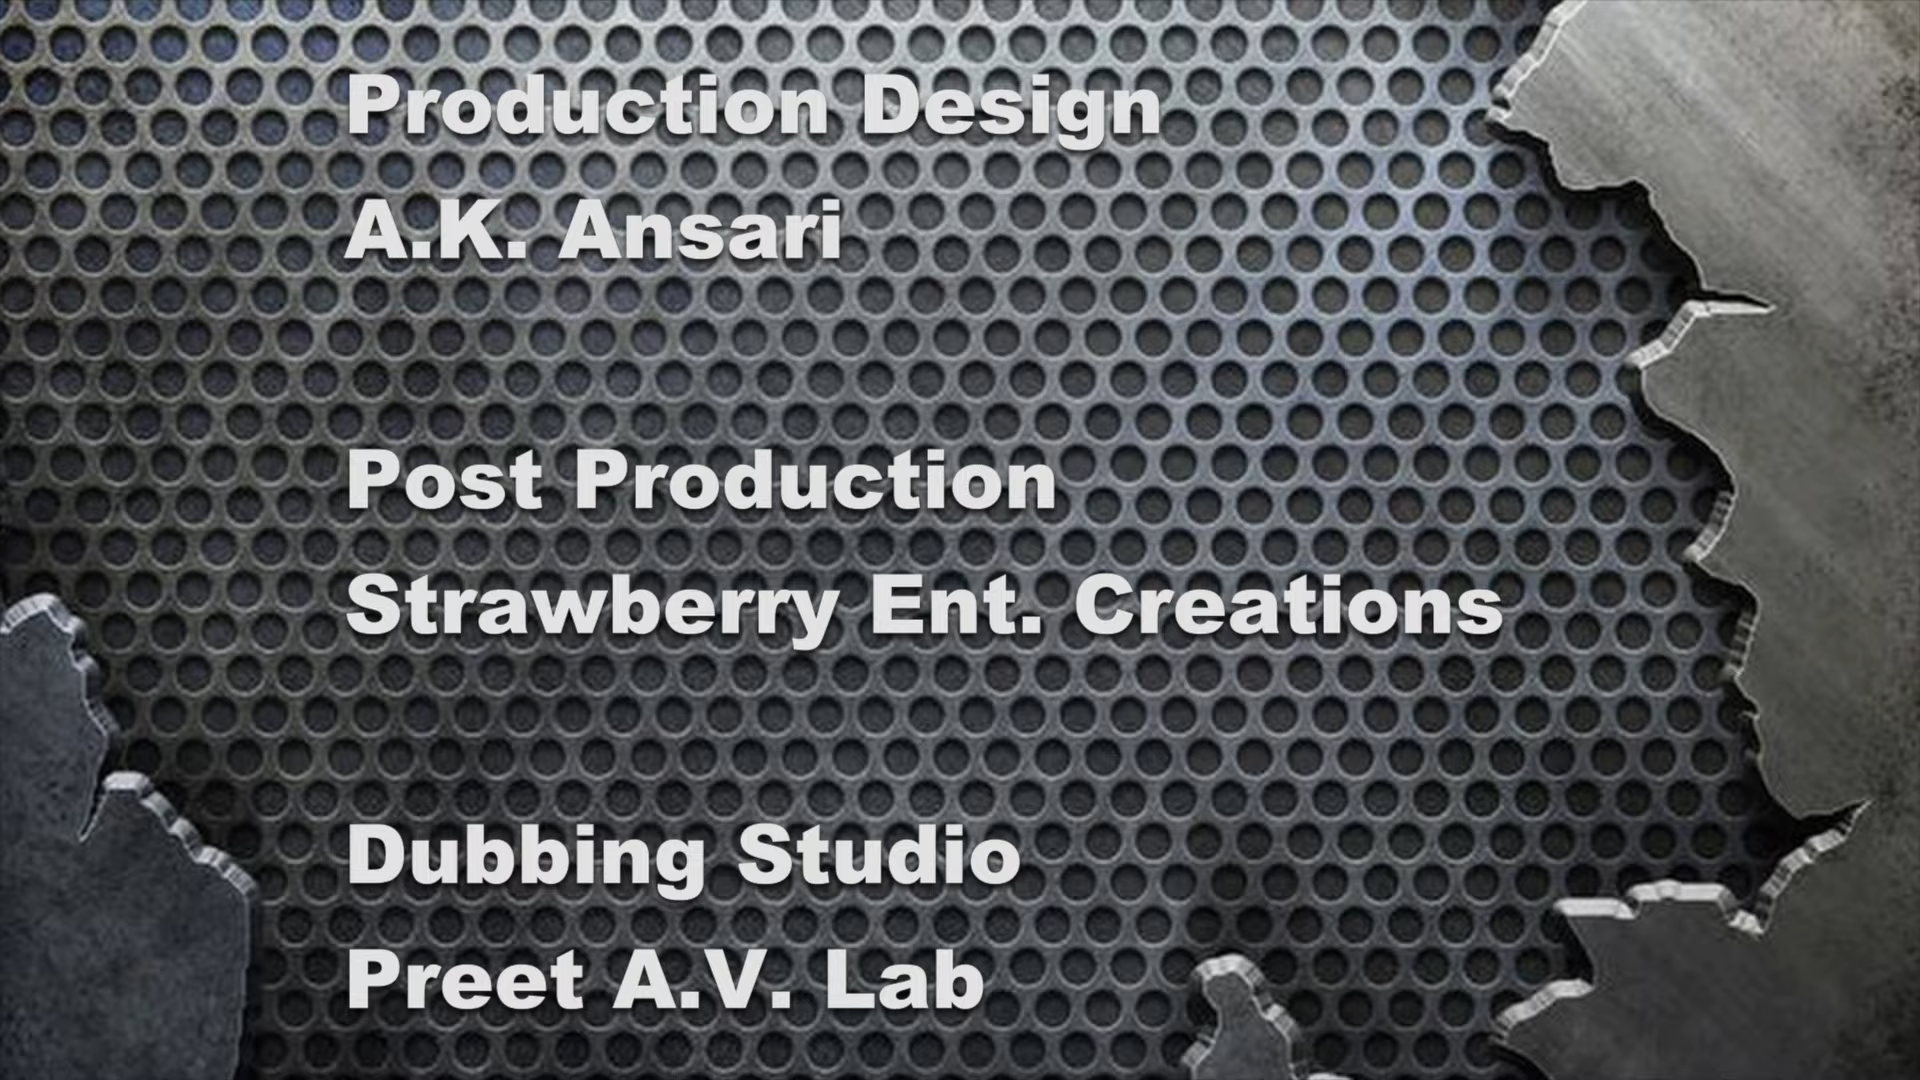 Production Design
A.K. Ansari
Post Production
Strawberry Ent. Creations
Dubbing Studio
Preet A.V. Lab